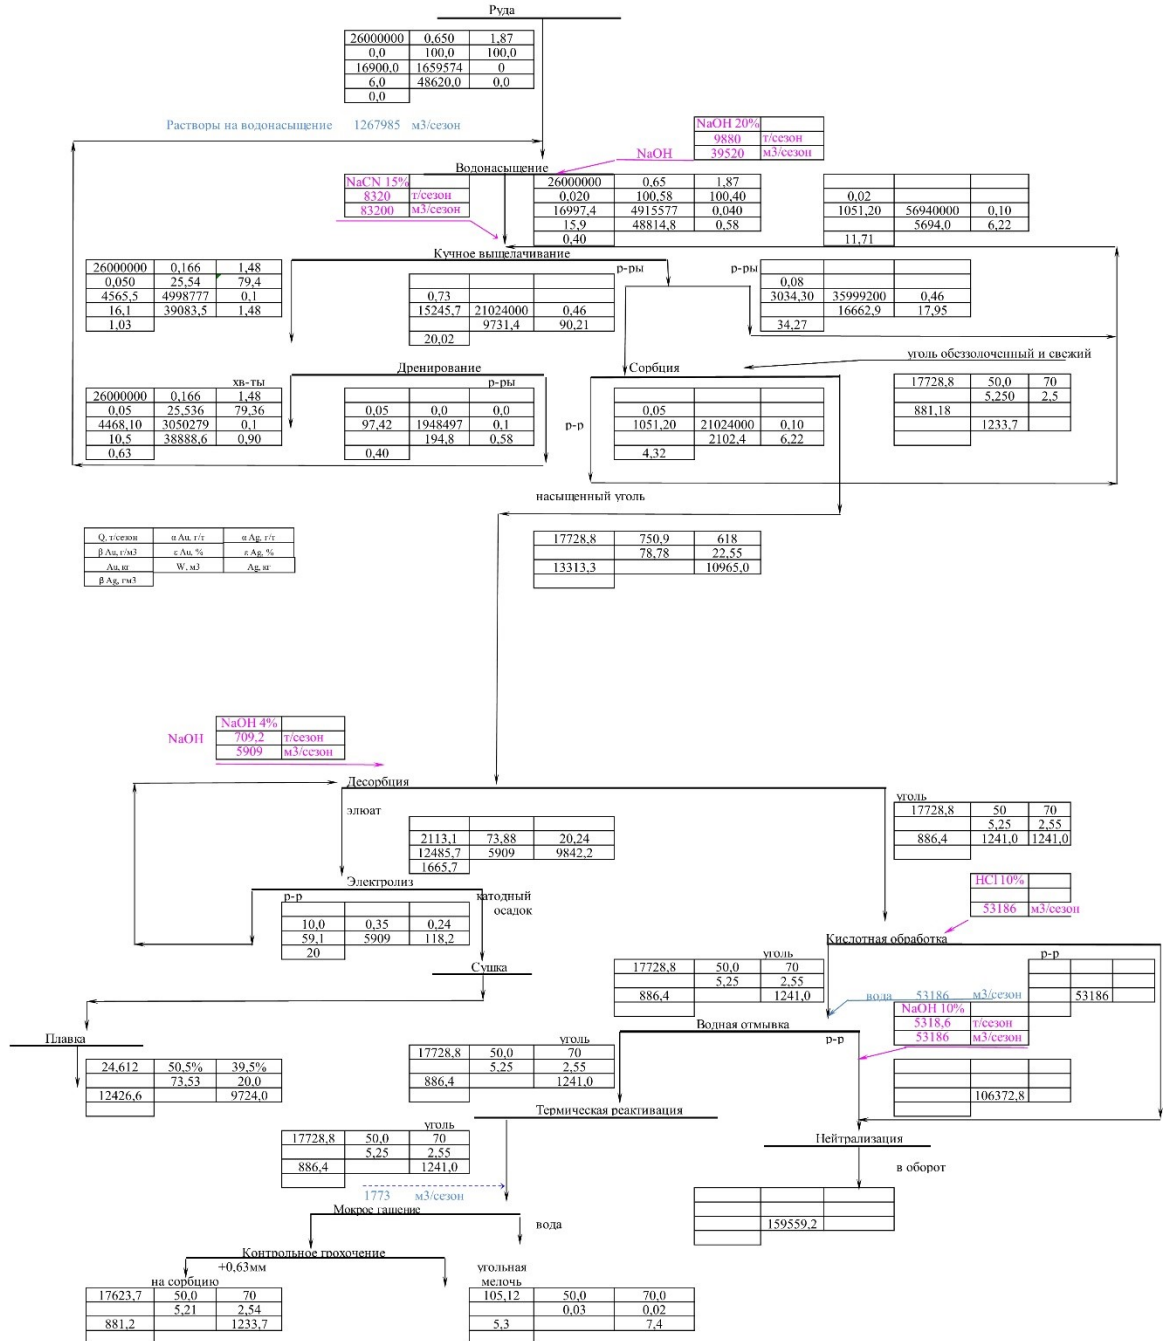 Руда
26000000 0,650 1,87
0,0 100,0 100,0
16900,0 1659574 0
6,0 48620,0 0,0
0,0
Растворы на водонасыщение 1267985 м3/сезон
NaOH 20%
NaOH 9880 т/сезон
39520 м3/сезон
Водонасыщение
NaCN 15%
8320 т/сезон
83200 м3/сезон
26000000 0,65 1,87
0,020 100,58 100,40
16997,4 4915577 0,040
15,9 48814,8 0,58
0,40
0,02
1051,20 56940000 0,10
5694,0 6,22
11,71
Кучное выщелачивание
р-ры
р-ры
26000000 0,166 1,48
0,050 25,54 79,4
4565,5 4998777 0,1
16,1 39083,5 1,48
1,03
0,73
15245,7 21024000 0,46
9731,4 90,21
20,02
0,08
3034,30 35999200 0,46
16662,9 17,95
34,27
уголь обеззолоченный и свежий
Дренирование
Сорбция
хв-ты
р-ры
р-р
26000000 0,166 1,48
0,05 25,536 79,36
4468,10 3050279 0,1
10,5 38888,6 0,90
0,63
0,05 0,0 0,0
97,42 1948497 0,1
194,8 0,58
0,40
0,05
1051,20 21024000 0,10
2102,4 6,22
4,32
17728,8 50,0 70
5,250 2,5
881,18
1233,7
насыщенный уголь
17728,8 750,9 618
78,78 22,55
13313,3 10965,0
Q, т/сезон α Au, г/т α Ag, г/т
β Au, г/м3 ε Au, % ε Ag, %
Au, кг W, м3 Ag, кг
β Ag, гм3
NaOH 4%
NaOH 709,2 т/сезон
5909 м3/сезон
Десорбция
элюат
уголь
17728,8 50 70
5,25 2,55
886,4 1241,0 1241,0
2113,1 73,88 20,24
12485,7 5909 9842,2
1665,7
Электролиз
р-р
катодный
осадок
10,0 0,35 0,24
59,1 5909 118,2
20
HCl 10%
53186 м3/сезон
Кислотная обработка
Сушка
уголь
17728,8 50,0 70
5,25 2,55
886,4 1241,0
р-р
53186
вода 53186 м3/сезон
NaOH 10%
5318,6 т/сезон
53186 м3/сезон
Водная отмывка
р-р
Плавка
24,612 50,5% 39,5%
73,53 20,0
12426,6 9724,0
уголь
17728,8 50,0 70
5,25 2,55
886,4 1241,0
106372,8
Термическая реактивация
уголь
17728,8 50,0 70
5,25 2,55
886,4 1241,0
Нейтрализация
в оборот
159559,2
1773 м3/сезон
Мокрое гашение
вода
Контрольное грохочение
+0,63мм
на сорбцию
17623,7 50,0 70
5,21 2,54
881,2 1233,7
угольная
мелочь
105,12 50,0 70,0
0,03 0,02
5,3 7,4